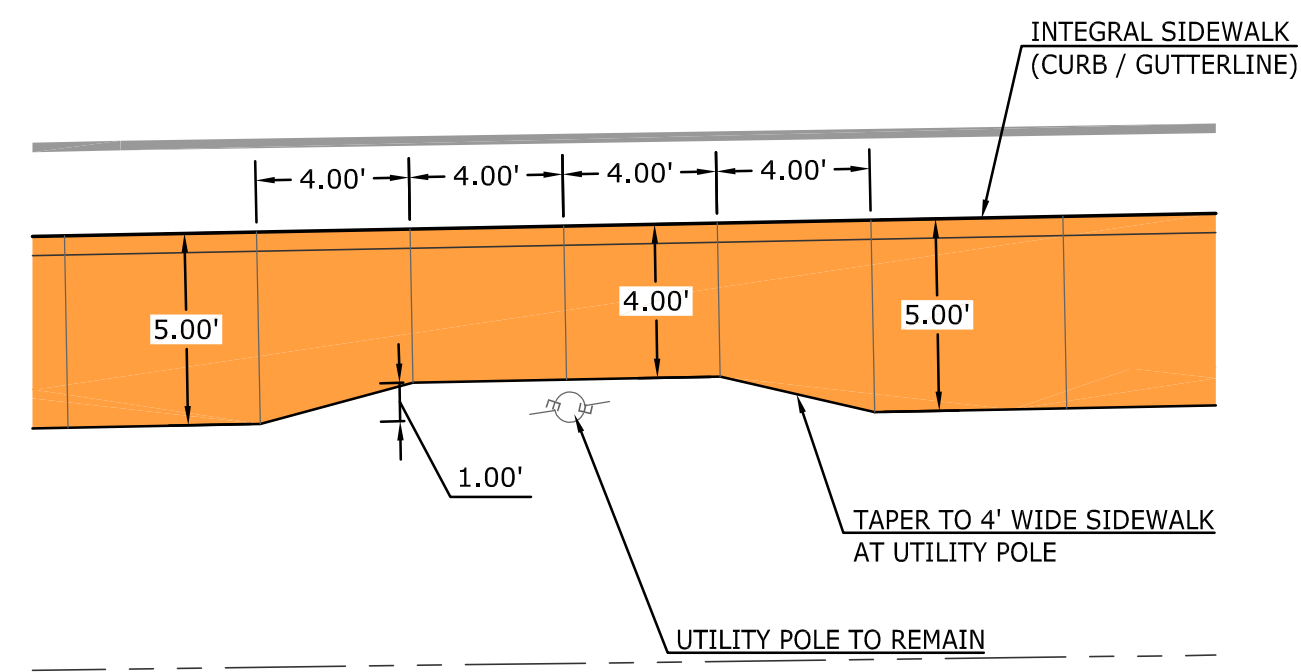 INTEGRAL SIDEWALK
(CURB / GUTTERLINE)
4.00'
4.00'
4.00'
4.00'
5.00'
4.00'
5.00'
1.00'
TAPER TO 4' WIDE SIDEWALK
AT UTILITY POLE
UTILITY POLE TO REMAIN